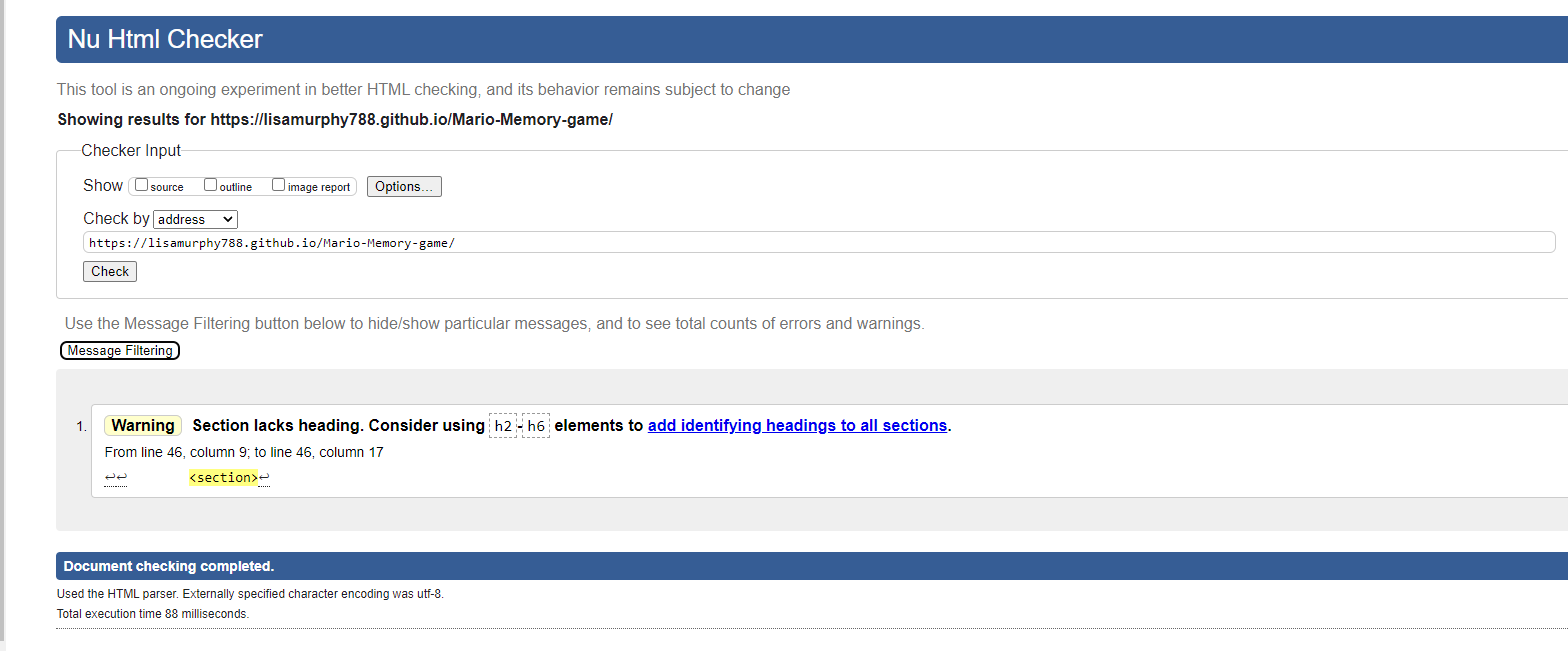 Nu Html Checker
This tool is an ongoing experiment in better HTML checking, and its behavior remains subject to change
Showing results for https://lisamurphy788.github.io/Mario-Memory-game/
Checker Input
Show source outline image report Options...
Check by address
https://lisamurphy788.github.io/Mario-Memory-game/
Check
Use the Message Filtering button below to hide/show particular messages, and to see total counts of errors and warnings.
Message Filtering
1. Warning Section lacks heading. Consider using h2-h6 elements to add identifying headings to all sections.
From line 46, column 9; to line 46, column 17
↩↩ <section>↩
Document checking completed.
Used the HTML parser. Externally specified character encoding was utf-8.
Total execution time 88 milliseconds.